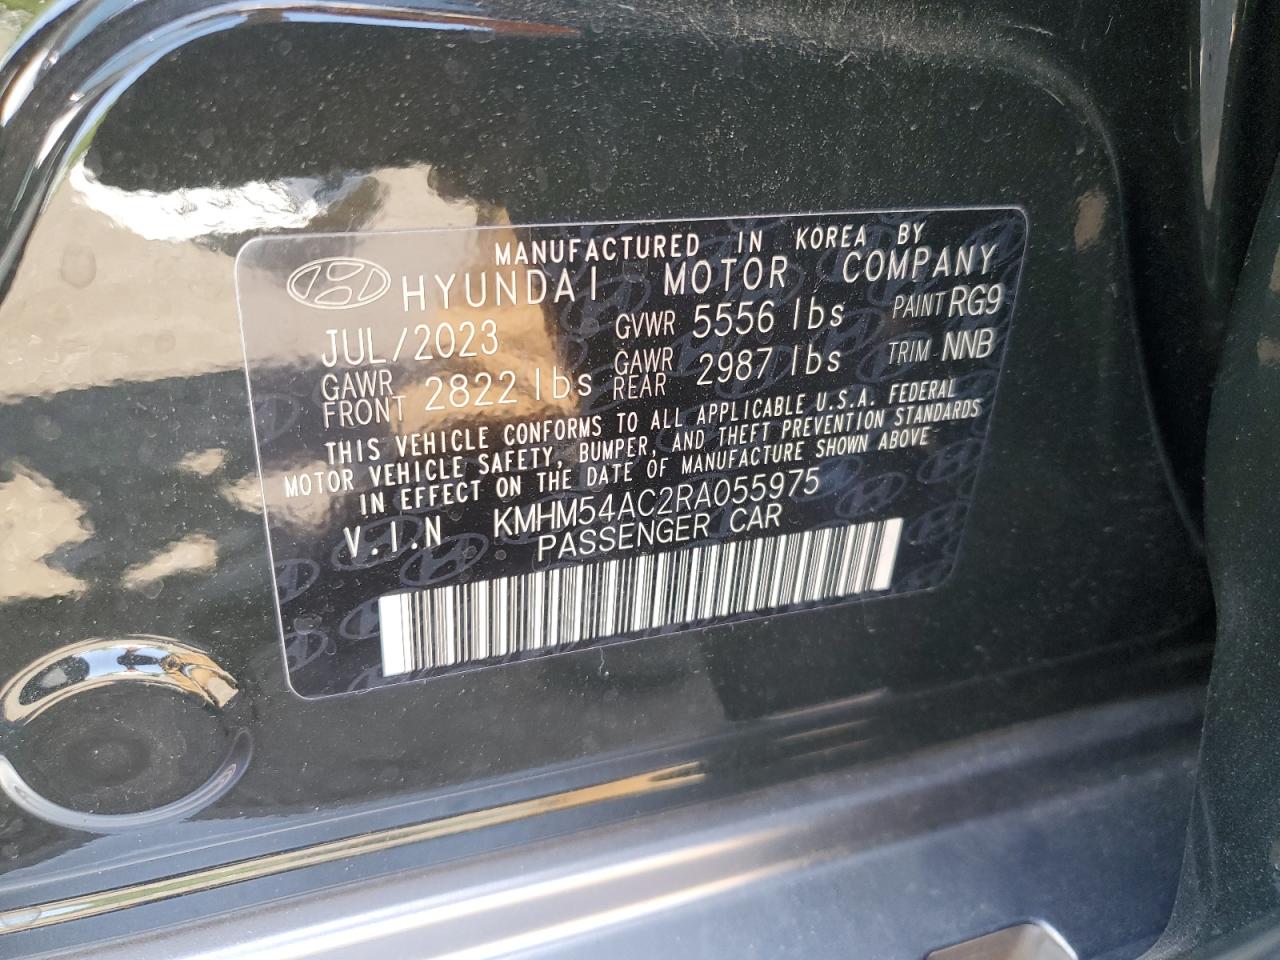 MANUFACTURED IN KOREA BY
HYUNDAI MOTOR COMPANY
JUL/2023 GVWR 5556 lbs PAINT RG9
GAWR FRONT 2822 lbs GAWR REAR 2987 lbs TRIM NNB
THIS VEHICLE CONFORMS TO ALL APPLICABLE U.S.A. FEDERAL
MOTOR VEHICLE SAFETY, BUMPER, AND THEFT PREVENTION STANDARDS
IN EFFECT ON THE DATE OF MANUFACTURE SHOWN ABOVE
V.I.N KMHM54AC2RA055975
PASSENGER CAR